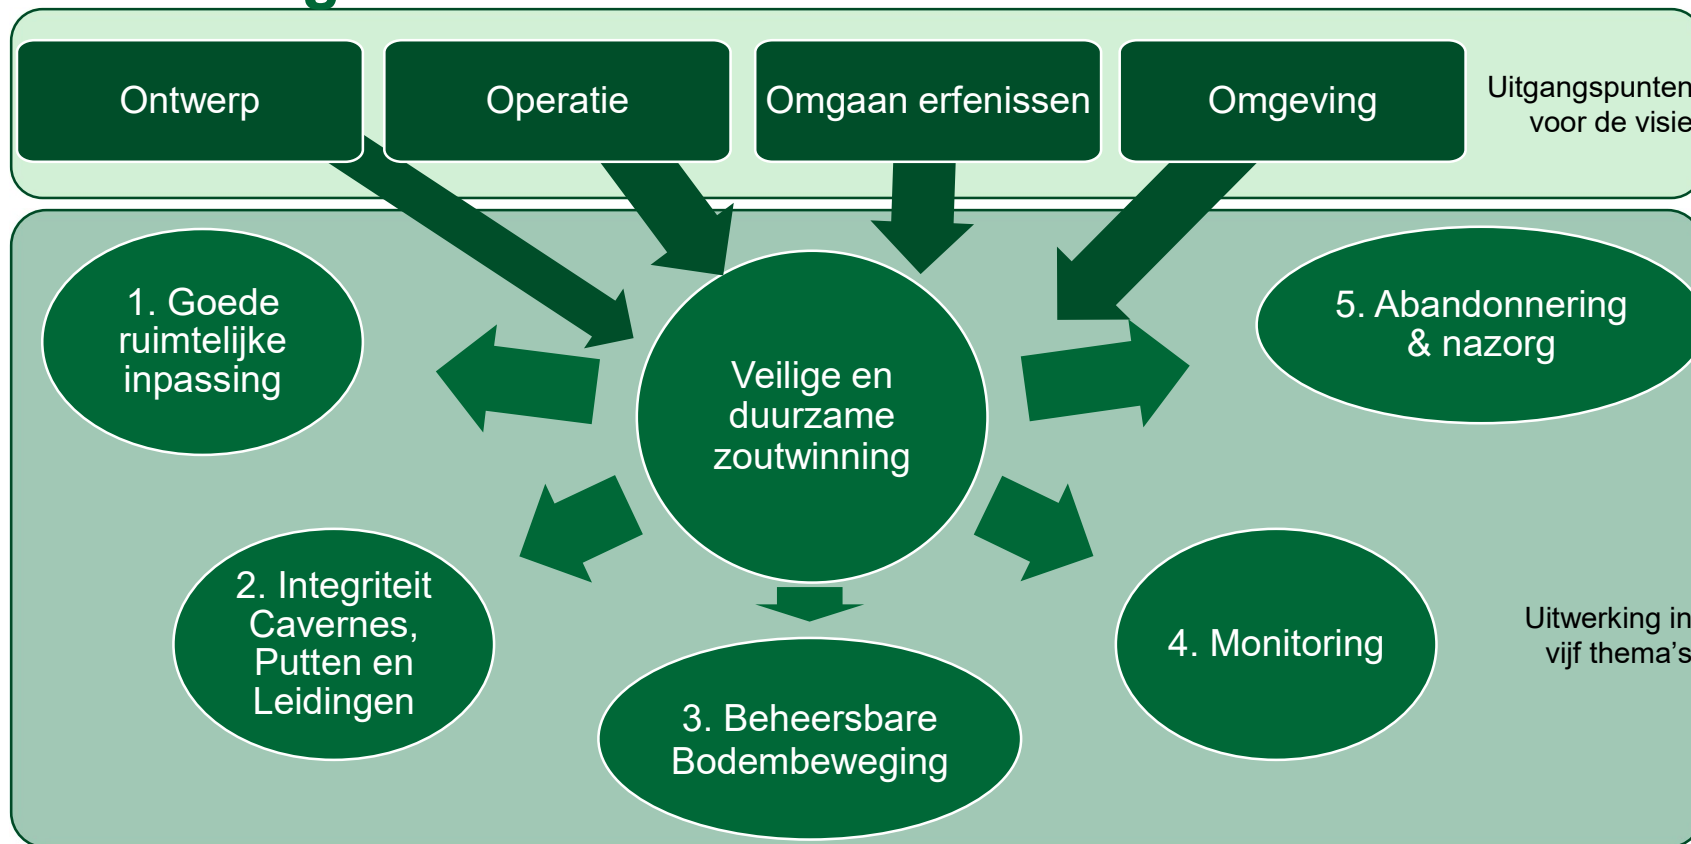 Ontwerp
Operatie
Omgaan erfenissen
Omgeving
Uitgangspunten
voor de visie
1. Goede
ruimtelijke
inpassing
5. Abandonnering
& nazorg
Veilige en
duurzame
zoutwinning
2. Integriteit
Cavernes,
Putten en
Leidingen
4. Monitoring
Uitwerking in
vijf thema's
3. Beheersbare
Bodembeweging